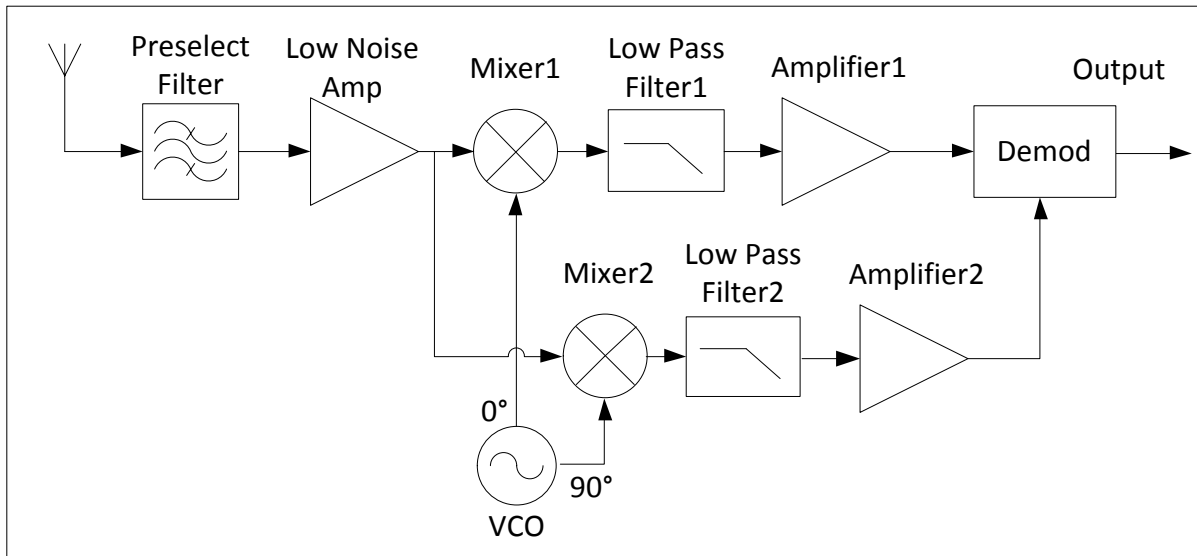 Preselect
Filter
Low Noise
Amp
Mixer1
Low Pass
Filter1
Amplifier1
Output
Demod
Mixer2
Low Pass
Filter2
Amplifier2
0°
90°
VCO